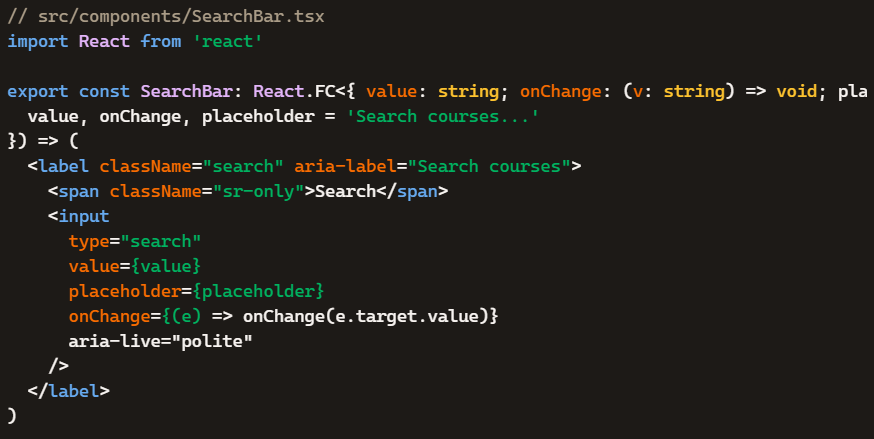 // src/components/SearchBar.tsx
import React from 'react'

export const SearchBar: React.FC<{ value: string; onChange: (v: string) => void; pla
  value, onChange, placeholder = 'Search courses...'
}) => (
  <label className="search" aria-label="Search courses">
    <span className="sr-only">Search</span>
    <input
      type="search"
      value={value}
      placeholder={placeholder}
      onChange={(e) => onChange(e.target.value)}
      aria-live="polite"
    />
  </label>
)